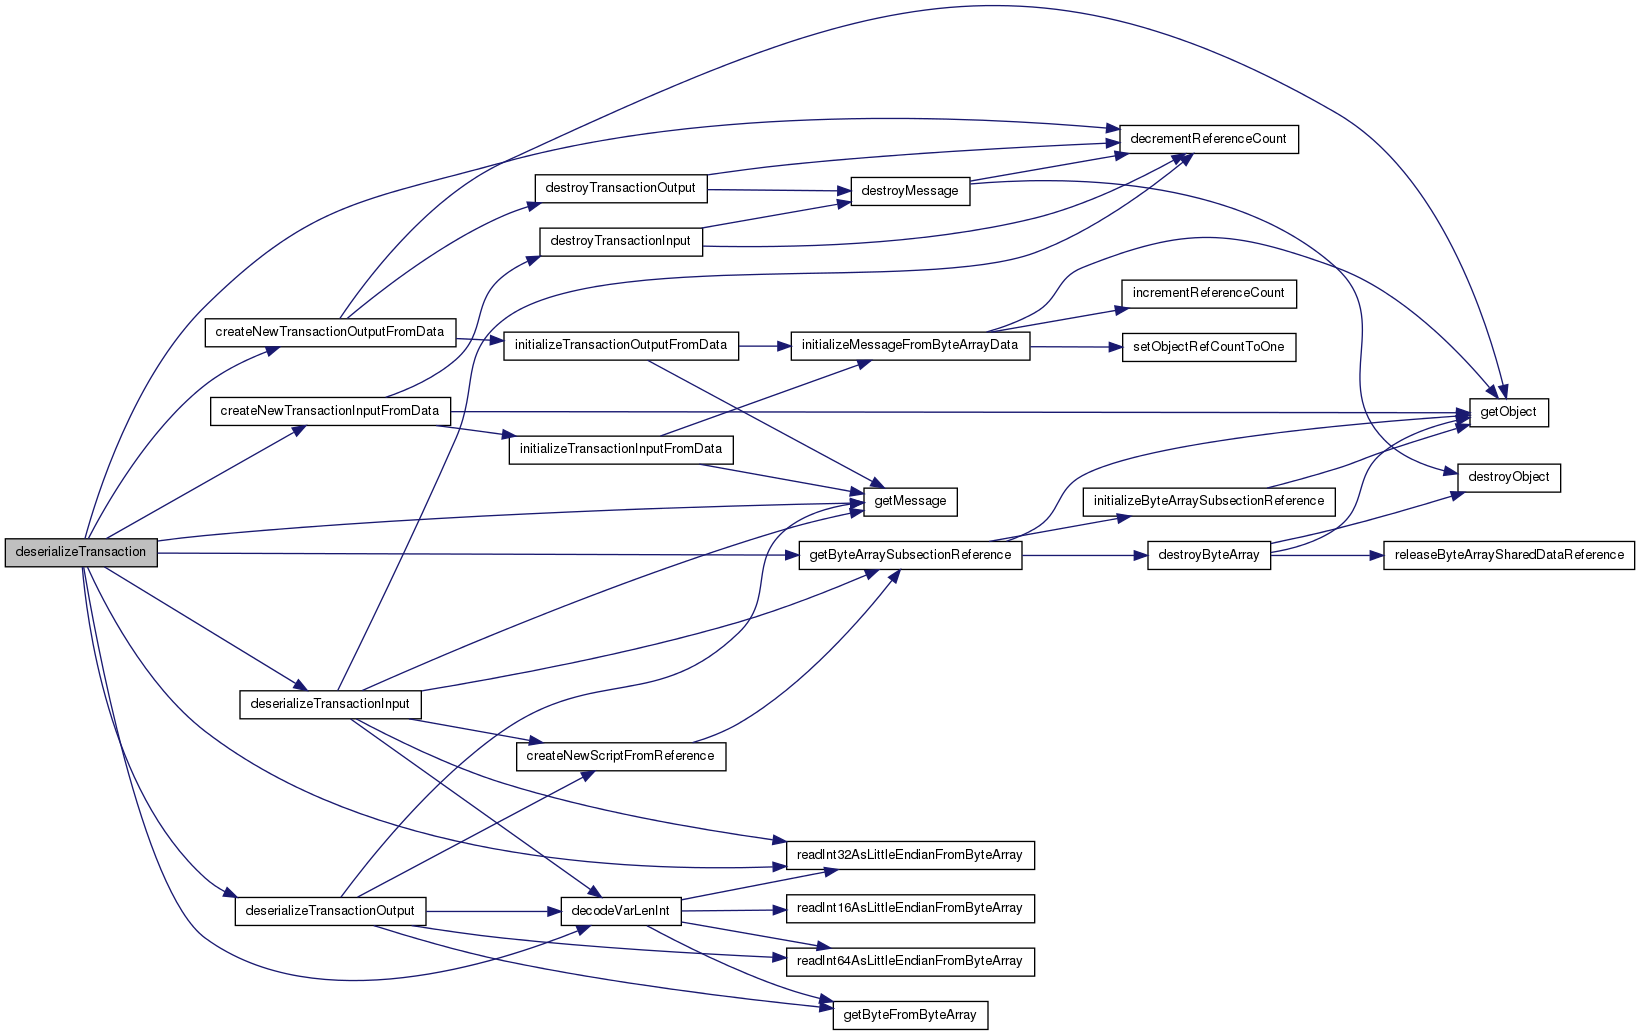 decrementReferenceCount
destroyTransactionOutput
destroyMessage
destroyTransactionInput
incrementReferenceCount
createNewTransactionOutputFromData
initializeTransactionOutputFromData
initializeMessageFromByteArrayData
setObjectRefCountToOne
createNewTransactionInputFromData
getObject
initializeTransactionInputFromData
destroyObject
getMessage
initializeByteArraySubsectionReference
deserializeTransaction
getByteArraySubsectionReference
destroyByteArray
releaseByteArraySharedDataReference
deserializeTransactionInput
createNewScriptFromReference
readInt32AsLittleEndianFromByteArray
deserializeTransactionOutput
decodeVarLenInt
readInt16AsLittleEndianFromByteArray
readInt64AsLittleEndianFromByteArray
getByteFromByteArray